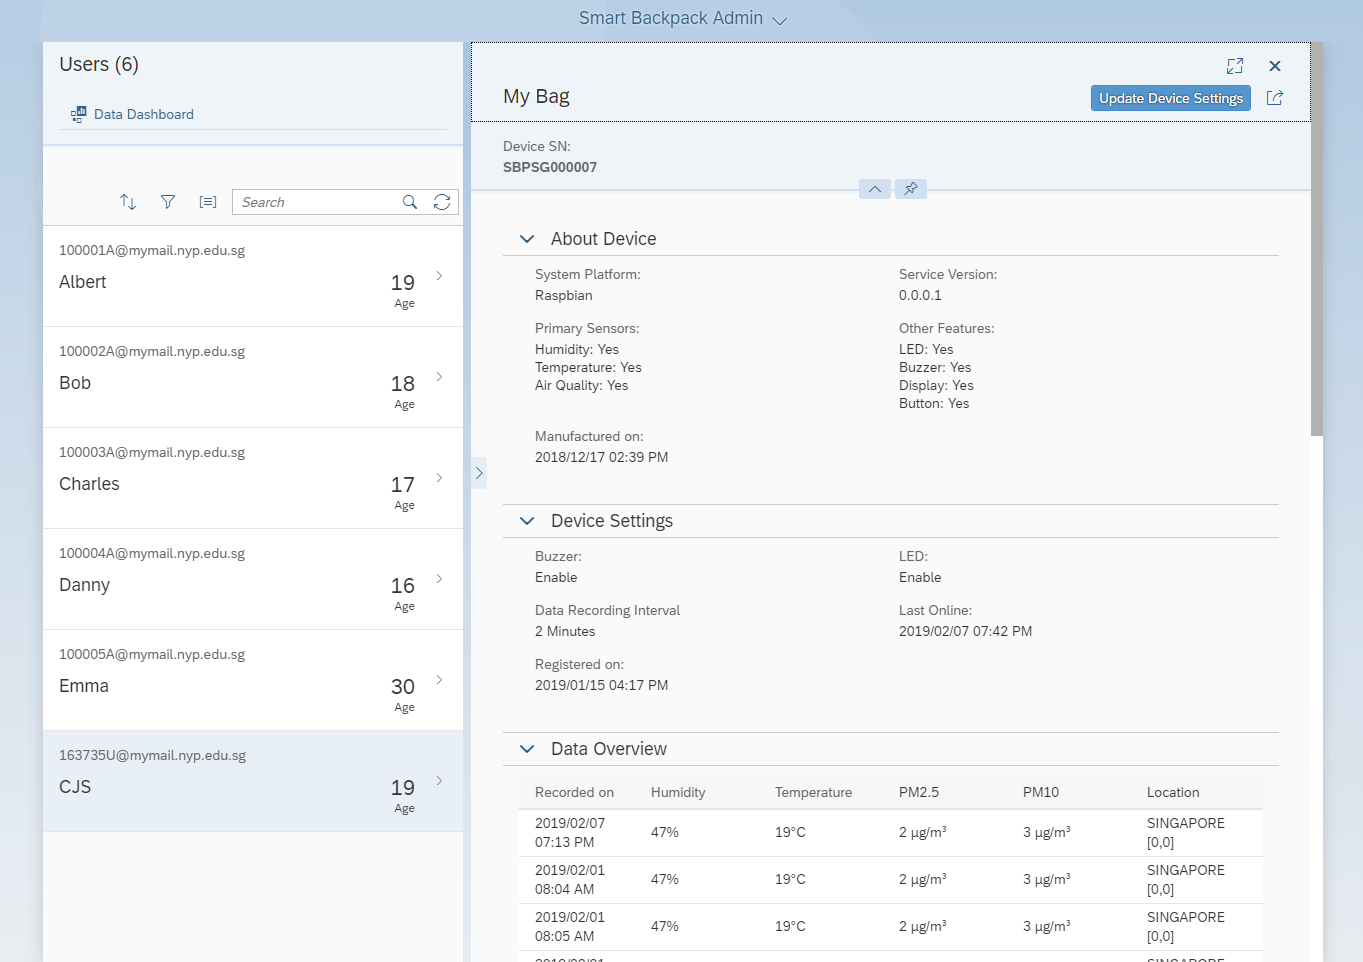 Smart Backpack Admin
Users (6)
Data Dashboard
Search
100001A@mymail.nyp.edu.sg
Albert
19
Age
100002A@mymail.nyp.edu.sg
Bob
18
Age
100003A@mymail.nyp.edu.sg
Charles
17
Age
100004A@mymail.nyp.edu.sg
Danny
16
Age
100005A@mymail.nyp.edu.sg
Emma
30
Age
163735U@mymail.nyp.edu.sg
CJS
19
Age
My Bag
Update Device Settings
Device SN:
SBPSG000007
About Device
System Platform:
Raspbian
Service Version:
0.0.0.1
Primary Sensors:
Humidity: Yes
Temperature: Yes
Air Quality: Yes
Other Features:
LED: Yes
Buzzer: Yes
Display: Yes
Button: Yes
Manufactured on:
2018/12/17 02:39 PM
Device Settings
Buzzer:
Enable
LED:
Enable
Data Recording Interval
2 Minutes
Last Online:
2019/02/07 07:42 PM
Registered on:
2019/01/15 04:17 PM
Data Overview
Recorded on Humidity Temperature PM2.5 PM10 Location
2019/02/07 07:13 PM 47% 19°C 2 µg/m³ 3 µg/m³ SINGAPORE [0,0]
2019/02/01 08:04 AM 47% 19°C 2 µg/m³ 3 µg/m³ SINGAPORE [0,0]
2019/02/01 08:05 AM 47% 19°C 2 µg/m³ 3 µg/m³ SINGAPORE [0,0]